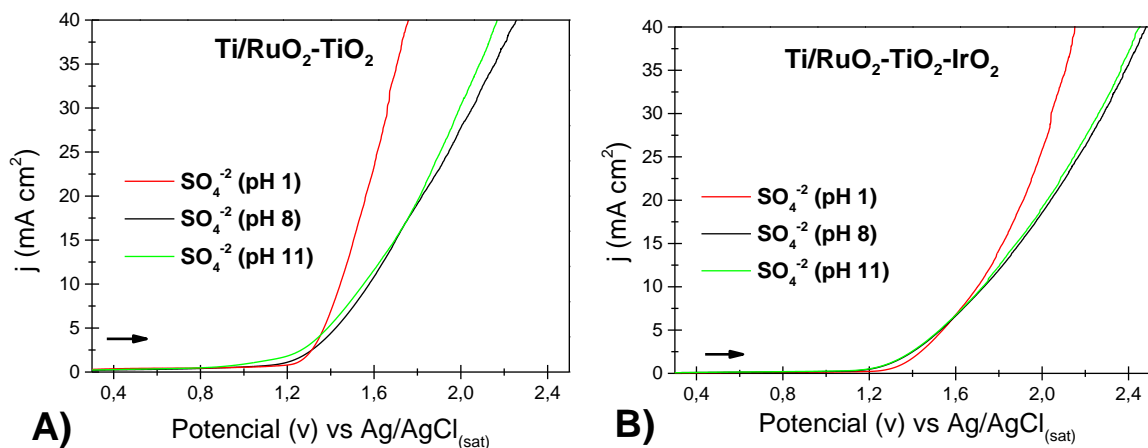 Ti/RuO₂-TiO₂
j (mA cm²)
40
35
30
25
20
15
10
5
0
SO₄⁻² (pH 1)
SO₄⁻² (pH 8)
SO₄⁻² (pH 11)
0,4 0,8 1,2 1,6 2,0 2,4
Potencial (v) vs Ag/AgCl(sat)
A)
Ti/RuO₂-TiO₂-IrO₂
j (mA cm²)
40
35
30
25
20
15
10
5
0
SO₄⁻² (pH 1)
SO₄⁻² (pH 8)
SO₄⁻² (pH 11)
0,4 0,8 1,2 1,6 2,0 2,4
Potencial (v) vs Ag/AgCl(sat)
B)